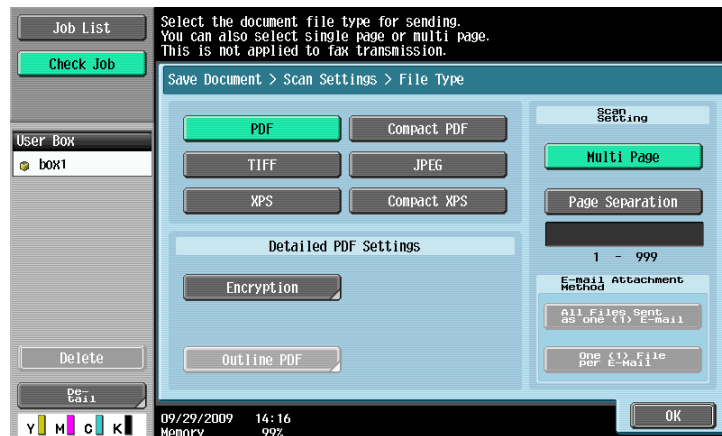 Job List
Check Job
Select the document file type for sending.
You can also select single page or multi page.
This is not applied to fax transmission.
Save Document > Scan Settings > File Type
User Box
box1
PDF
Compact PDF
TIFF
JPEG
XPS
Compact XPS
Scan
Setting
Multi Page
Page Separation
1 - 999
Detailed PDF Settings
Encryption
Outline PDF
E-mail Attachment
Method
All Files Sent
as one (1) E-mail
One (1) File
per E-Mail
Delete
De-
tail
Y M C K
09/29/2009 14:16
Memory 99%
OK